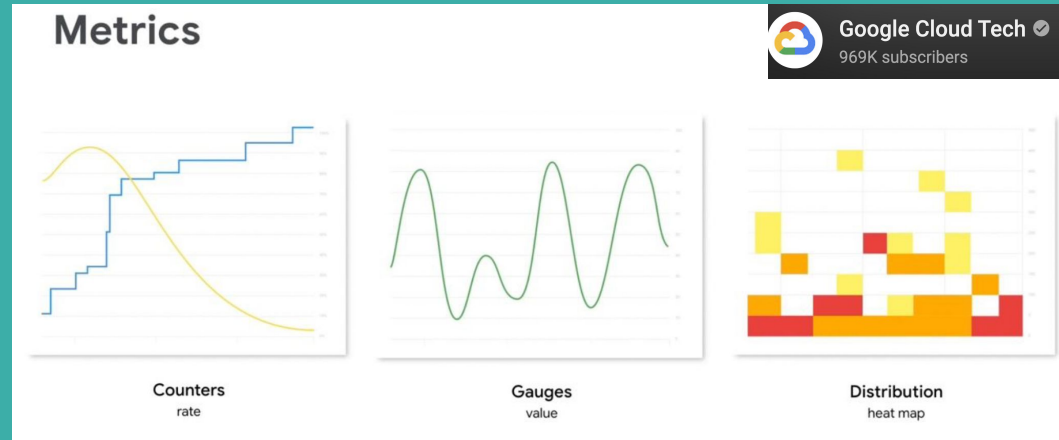 Metrics
Google Cloud Tech
969K subscribers
Counters
rate
Gauges
value
Distribution
heat map